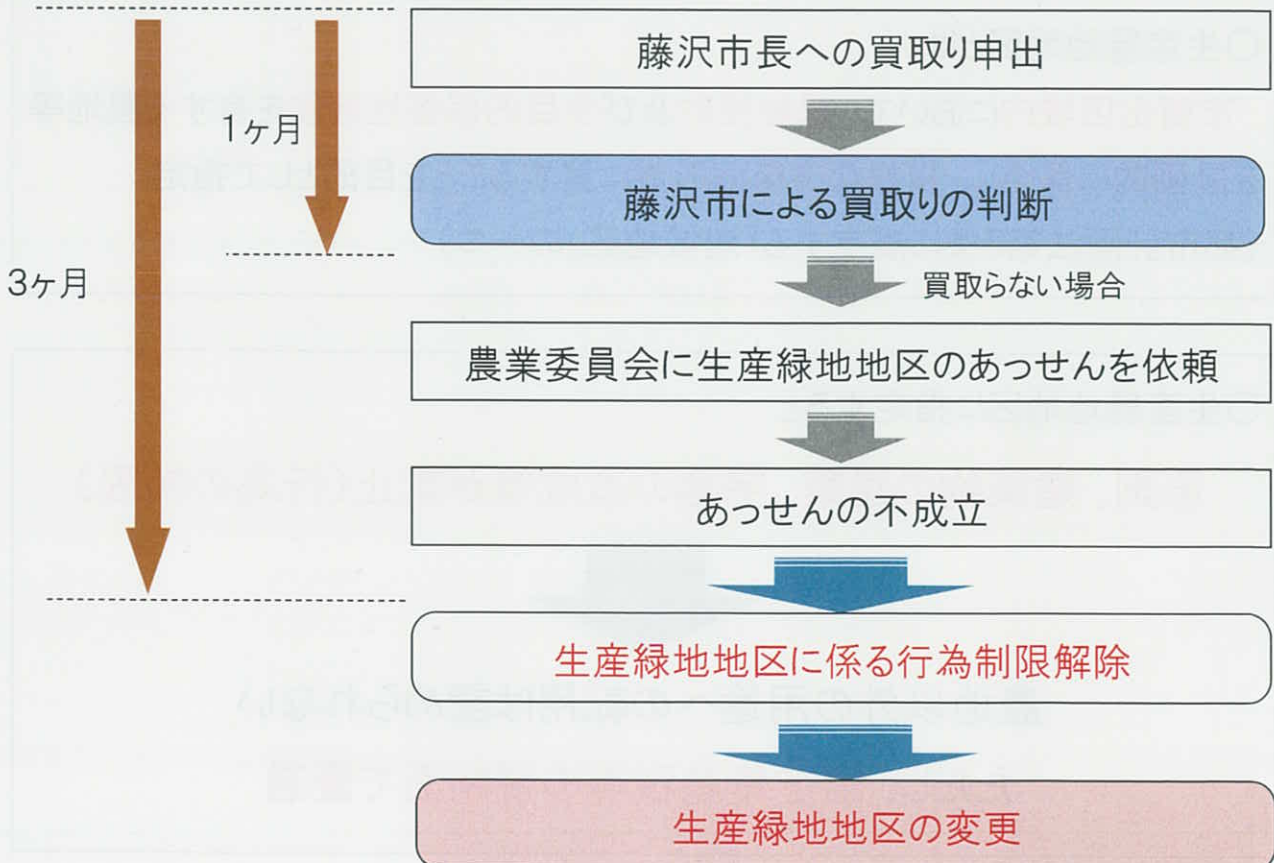 藤沢市長への買取り申出
1ヶ月
藤沢市による買取りの判断
3ヶ月
買取らない場合
農業委員会に生産緑地地区のあっせんを依頼
あっせんの不成立
生産緑地地区に係る行為制限解除
生産緑地地区の変更